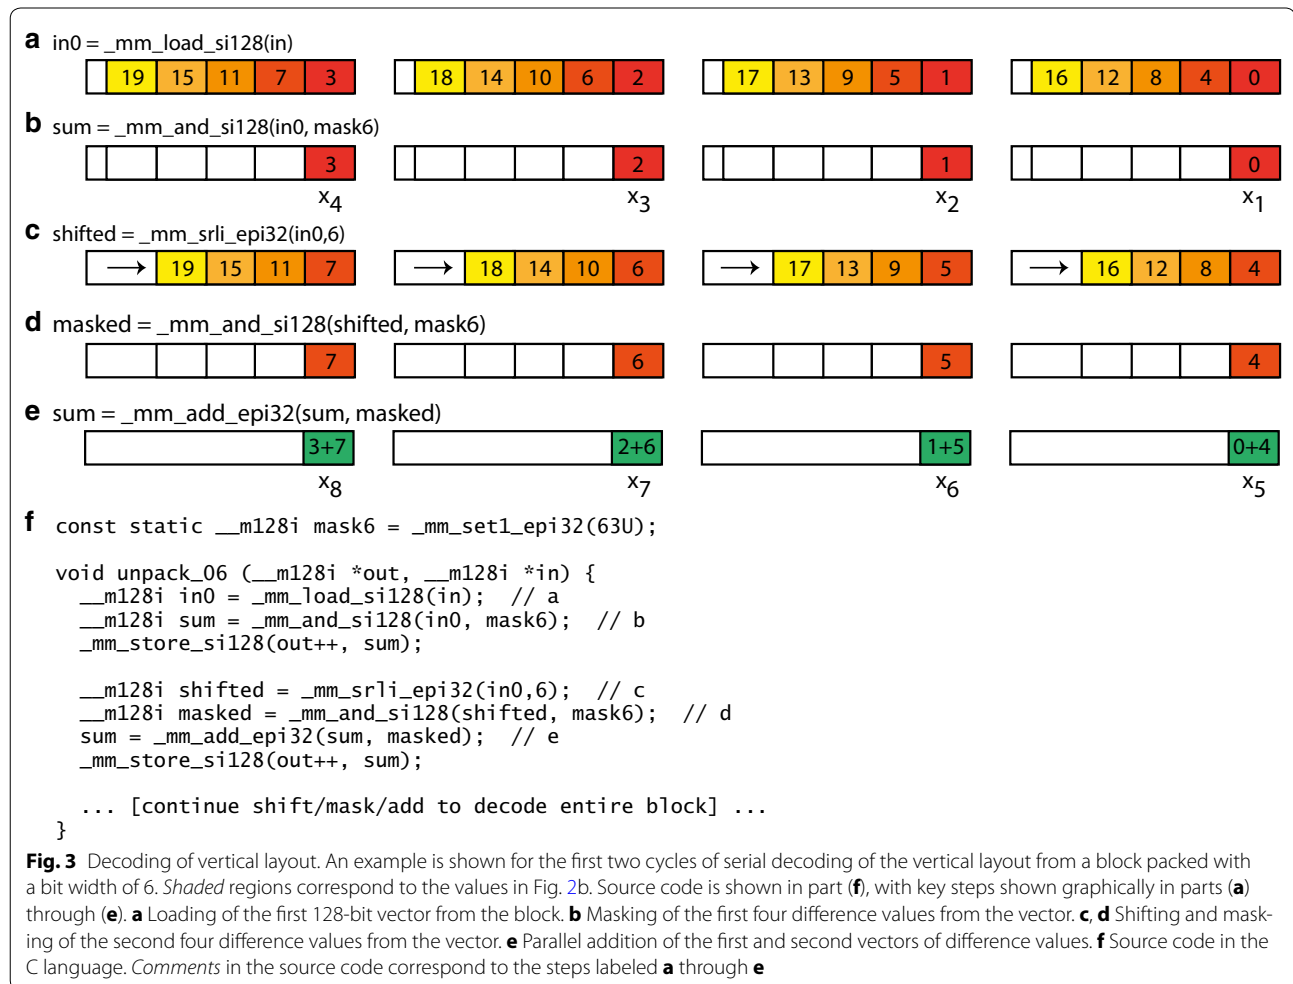 a in0 = _mm_load_si128(in)
19 15 11 7 3 18 14 10 6 2 17 13 9 5 1 16 12 8 4 0
b sum = _mm_and_si128(in0, mask6)
3 2 1 0
x4 x3 x2 x1
c shifted = _mm_srli_epi32(in0,6)
→ 19 15 11 7 → 18 14 10 6 → 17 13 9 5 → 16 12 8 4
d masked = _mm_and_si128(shifted, mask6)
7 6 5 4
e sum = _mm_add_epi32(sum, masked)
3+7 2+6 1+5 0+4
x8 x7 x6 x5
f const static __m128i mask6 = _mm_set1_epi32(63U);
void unpack_06 (__m128i *out, __m128i *in) {
__m128i in0 = _mm_load_si128(in); // a
__m128i sum = _mm_and_si128(in0, mask6); // b
_mm_store_si128(out++, sum);
__m128i shifted = _mm_srli_epi32(in0,6); // c
__m128i masked = _mm_and_si128(shifted, mask6); // d
sum = _mm_add_epi32(sum, masked); // e
_mm_store_si128(out++, sum);
... [continue shift/mask/add to decode entire block] ...
}
Fig. 3 Decoding of vertical layout. An example is shown for the first two cycles of serial decoding of the vertical layout from a block packed with
a bit width of 6. Shaded regions correspond to the values in Fig. 2b. Source code is shown in part (f), with key steps shown graphically in parts (a)
through (e). a Loading of the first 128-bit vector from the block. b Masking of the first four difference values from the vector. c, d Shifting and mask-
ing of the second four difference values from the vector. e Parallel addition of the first and second vectors of difference values. f Source code in the
C language. Comments in the source code correspond to the steps labeled a through e